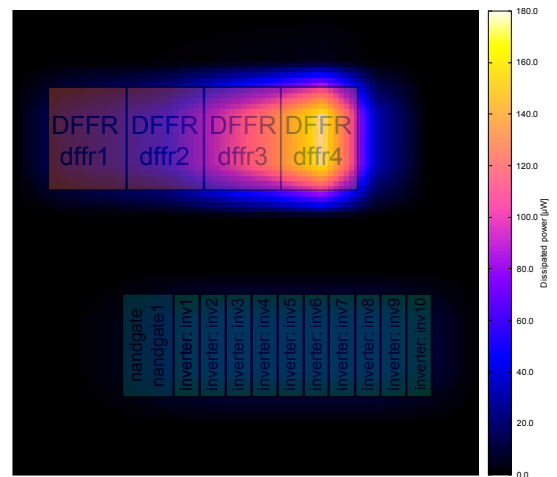 180.0
160.0
140.0
120.0
100.0
80.0
60.0
40.0
20.0
0.0
Dissipated power [µW]
DFFR
dffr1
DFFR
dffr2
DFFR
dffr3
DFFR
dffr4
nandgate
nandgate1
inverter: inv1
inverter: inv2
inverter: inv3
inverter: inv4
inverter: inv5
inverter: inv6
inverter: inv7
inverter: inv8
inverter: inv9
inverter: inv10